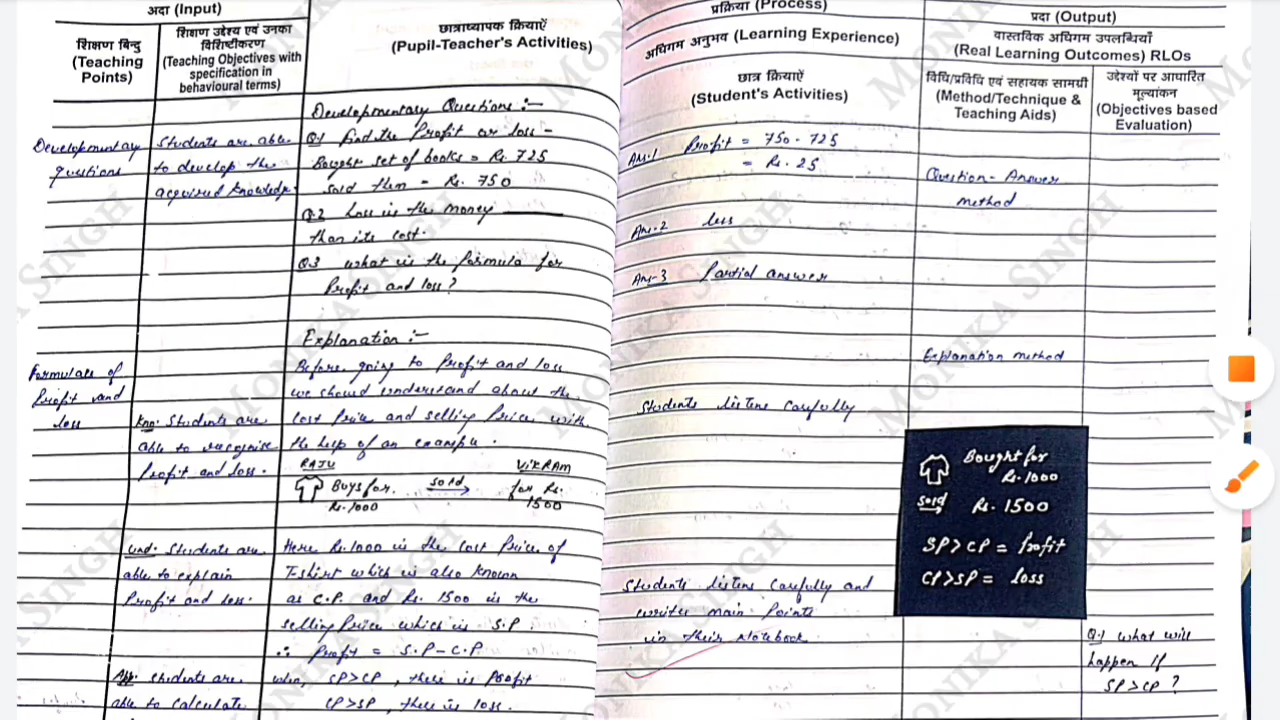 अदा (Input)
शिक्षण बिन्दु
(Teaching
Points)
शिक्षण उद्देश्य एवं उनका
विशिष्टीकरण
(Teaching Objectives with
specification in
behavioural terms)
छात्राध्यापक क्रियाऐं
(Pupil-Teacher's Activities)
Developmentary
questions
Students are able
to develop the
acquired knowledge.
Developmentary Questions :-
Q1 find the Profit or loss -
Bought set of books = Rs. 725
sold them = Rs. 750
Q.2 Loss is the money ______
than its cost.
Q3 what is the formula for
Profit and loss?
Formulae of
Profit and
loss
Kno: Students are
able to recognise
Profit and loss.
Und: Students are
able to explain
Profit and loss.
App: Students are
able to calculate
Explanation :-
Before going to Profit and loss
we should understand about the
Cost Price and selling Price with
the help of an example.
RAJU
VIKRAM
Buys for
Rs. 1000
sold
for Rs.
1500
Here Rs. 1000 is the cost Price of
T-shirt which is also known
as C.P. and Rs. 1500 is the
selling Price which is S.P.
∴ Profit = S.P - C.P
when, SP>CP, there is Profit
CP>SP, there is loss.
प्रक्रिया (Process)
अधिगम अनुभव (Learning Experience)
छात्र क्रियाऐं
(Student's Activities)
Ans.1 Profit = 750 - 725
= Rs. 25
Ans.2 less
Ans-3 Partial answer
Students listens carefully
Students listens carefully and
writes main points
in their Notebook
प्रदा (Output)
वास्तविक अधिगम उपलब्धियाँ
(Real Learning Outcomes) RLOs
विधि/प्रविधि एवं सहायक सामग्री
(Method/Technique &
Teaching Aids)
उद्देश्यों पर आधारित
मूल्यांकन
(Objectives based
Evaluation)
Question - Answer
method
Explanation method
Bought for
Rs. 1000
Sold Rs. 1500
SP>CP = Profit
CP>SP = loss
Q.1 what will
happen if
SP>CP?
MONIKA SINGH